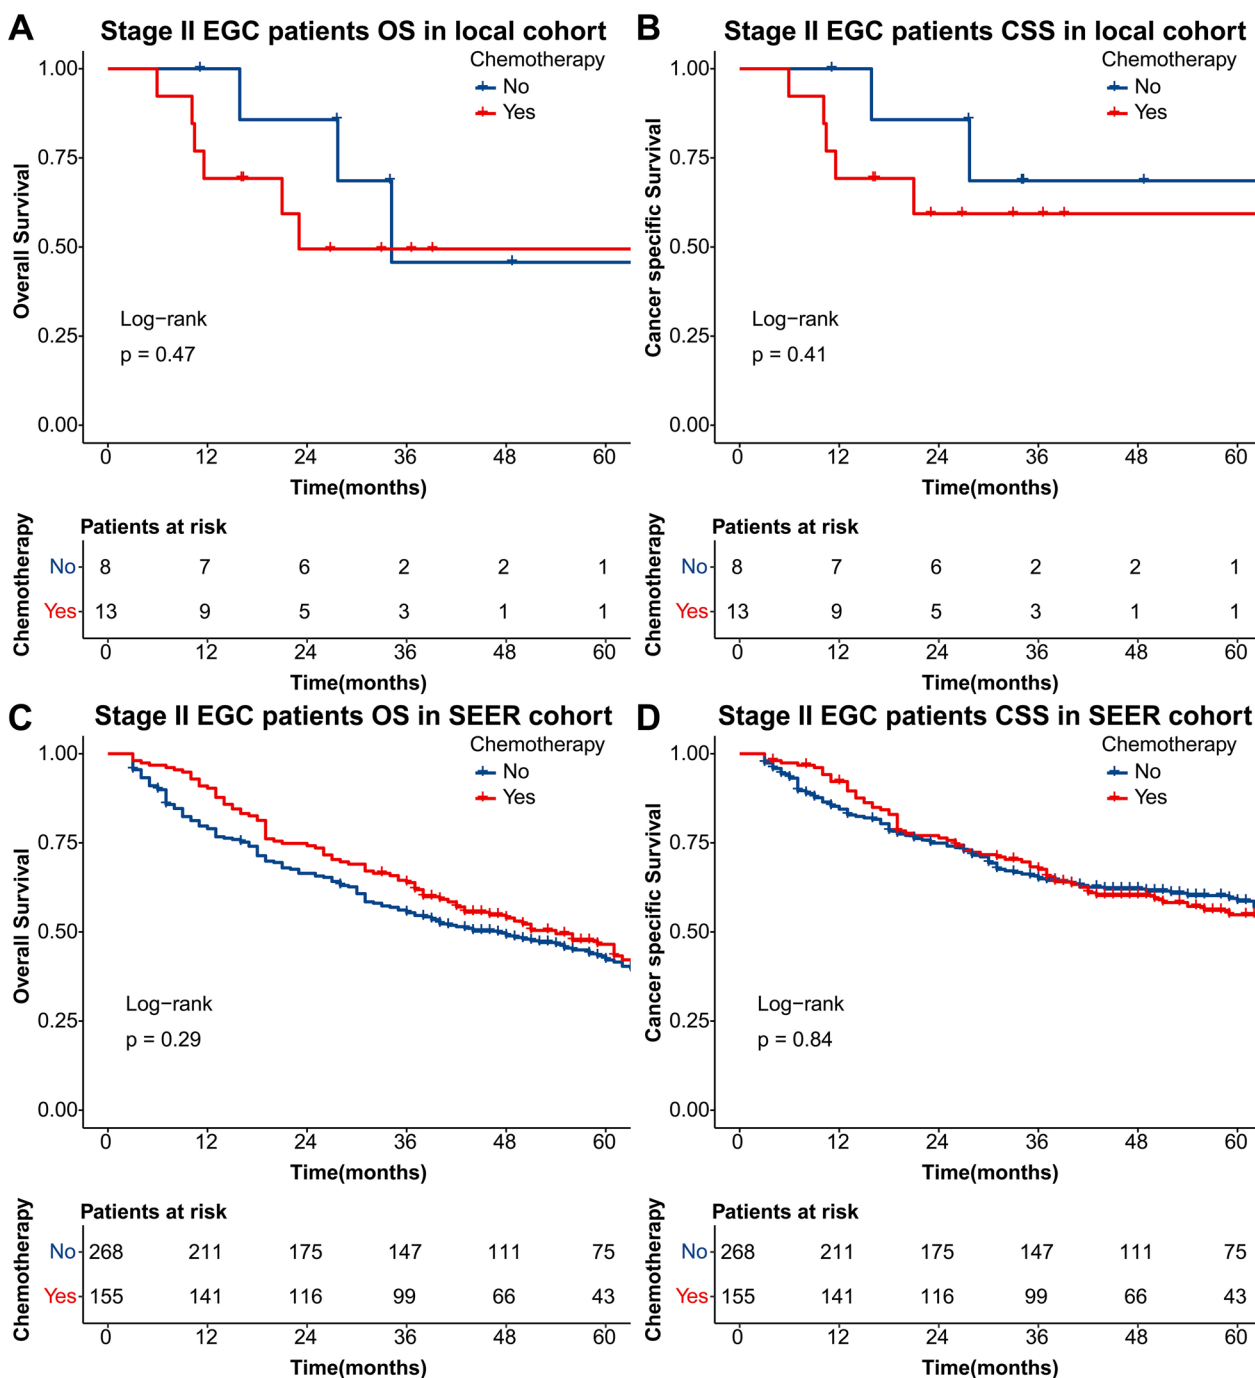 A Stage II EGC patients OS in local cohort
Chemotherapy
No
Yes
1.00
0.75
0.50
0.25
0.00
Overall Survival
Log−rank
p = 0.47
0 12 24 36 48 60
Time(months)
Patients at risk
Chemotherapy
No 8 7 6 2 2 1
Yes 13 9 5 3 1 1
0 12 24 36 48 60
Time(months)
B Stage II EGC patients CSS in local cohort
Chemotherapy
No
Yes
1.00
0.75
0.50
0.25
0.00
Cancer specific Survival
Log−rank
p = 0.41
0 12 24 36 48 60
Time(months)
Patients at risk
Chemotherapy
No 8 7 6 2 2 1
Yes 13 9 5 3 1 1
0 12 24 36 48 60
Time(months)
C Stage II EGC patients OS in SEER cohort
Chemotherapy
No
Yes
1.00
0.75
0.50
0.25
0.00
Overall Survival
Log−rank
p = 0.29
0 12 24 36 48 60
Time(months)
Patients at risk
Chemotherapy
No 268 211 175 147 111 75
Yes 155 141 116 99 66 43
0 12 24 36 48 60
Time(months)
D Stage II EGC patients CSS in SEER cohort
Chemotherapy
No
Yes
1.00
0.75
0.50
0.25
0.00
Cancer specific Survival
Log−rank
p = 0.84
0 12 24 36 48 60
Time(months)
Patients at risk
Chemotherapy
No 268 211 175 147 111 75
Yes 155 141 116 99 66 43
0 12 24 36 48 60
Time(months)